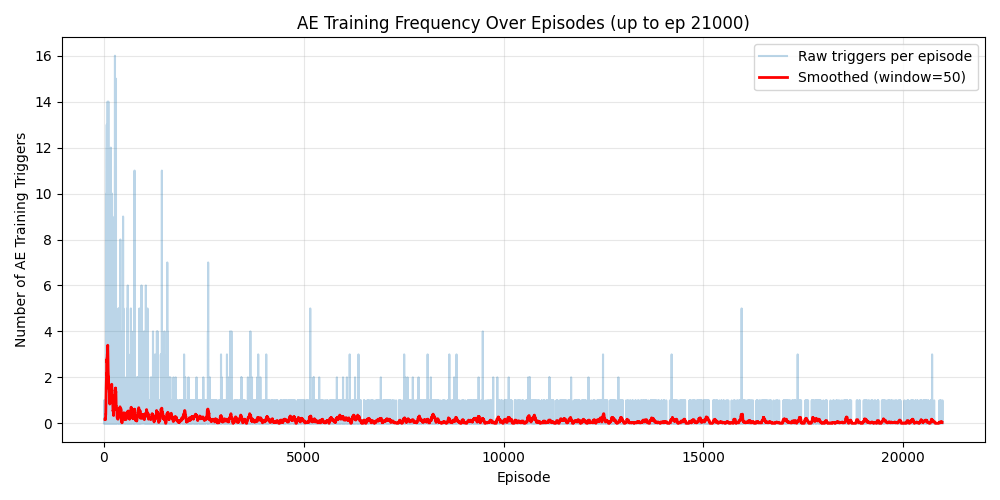 AE Training Frequency Over Episodes (up to ep 21000)
Raw triggers per episode
Smoothed (window=50)
Number of AE Training Triggers
16
14
12
10
8
6
4
2
0
0 5000 10000 15000 20000
Episode